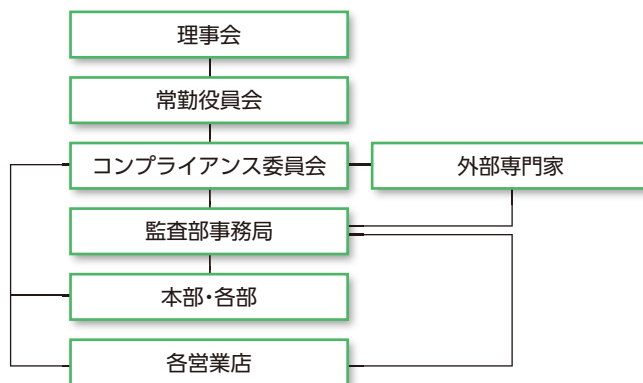 理事会
常勤役員会
コンプライアンス委員会
外部専門家
監査部事務局
本部・各部
各営業店